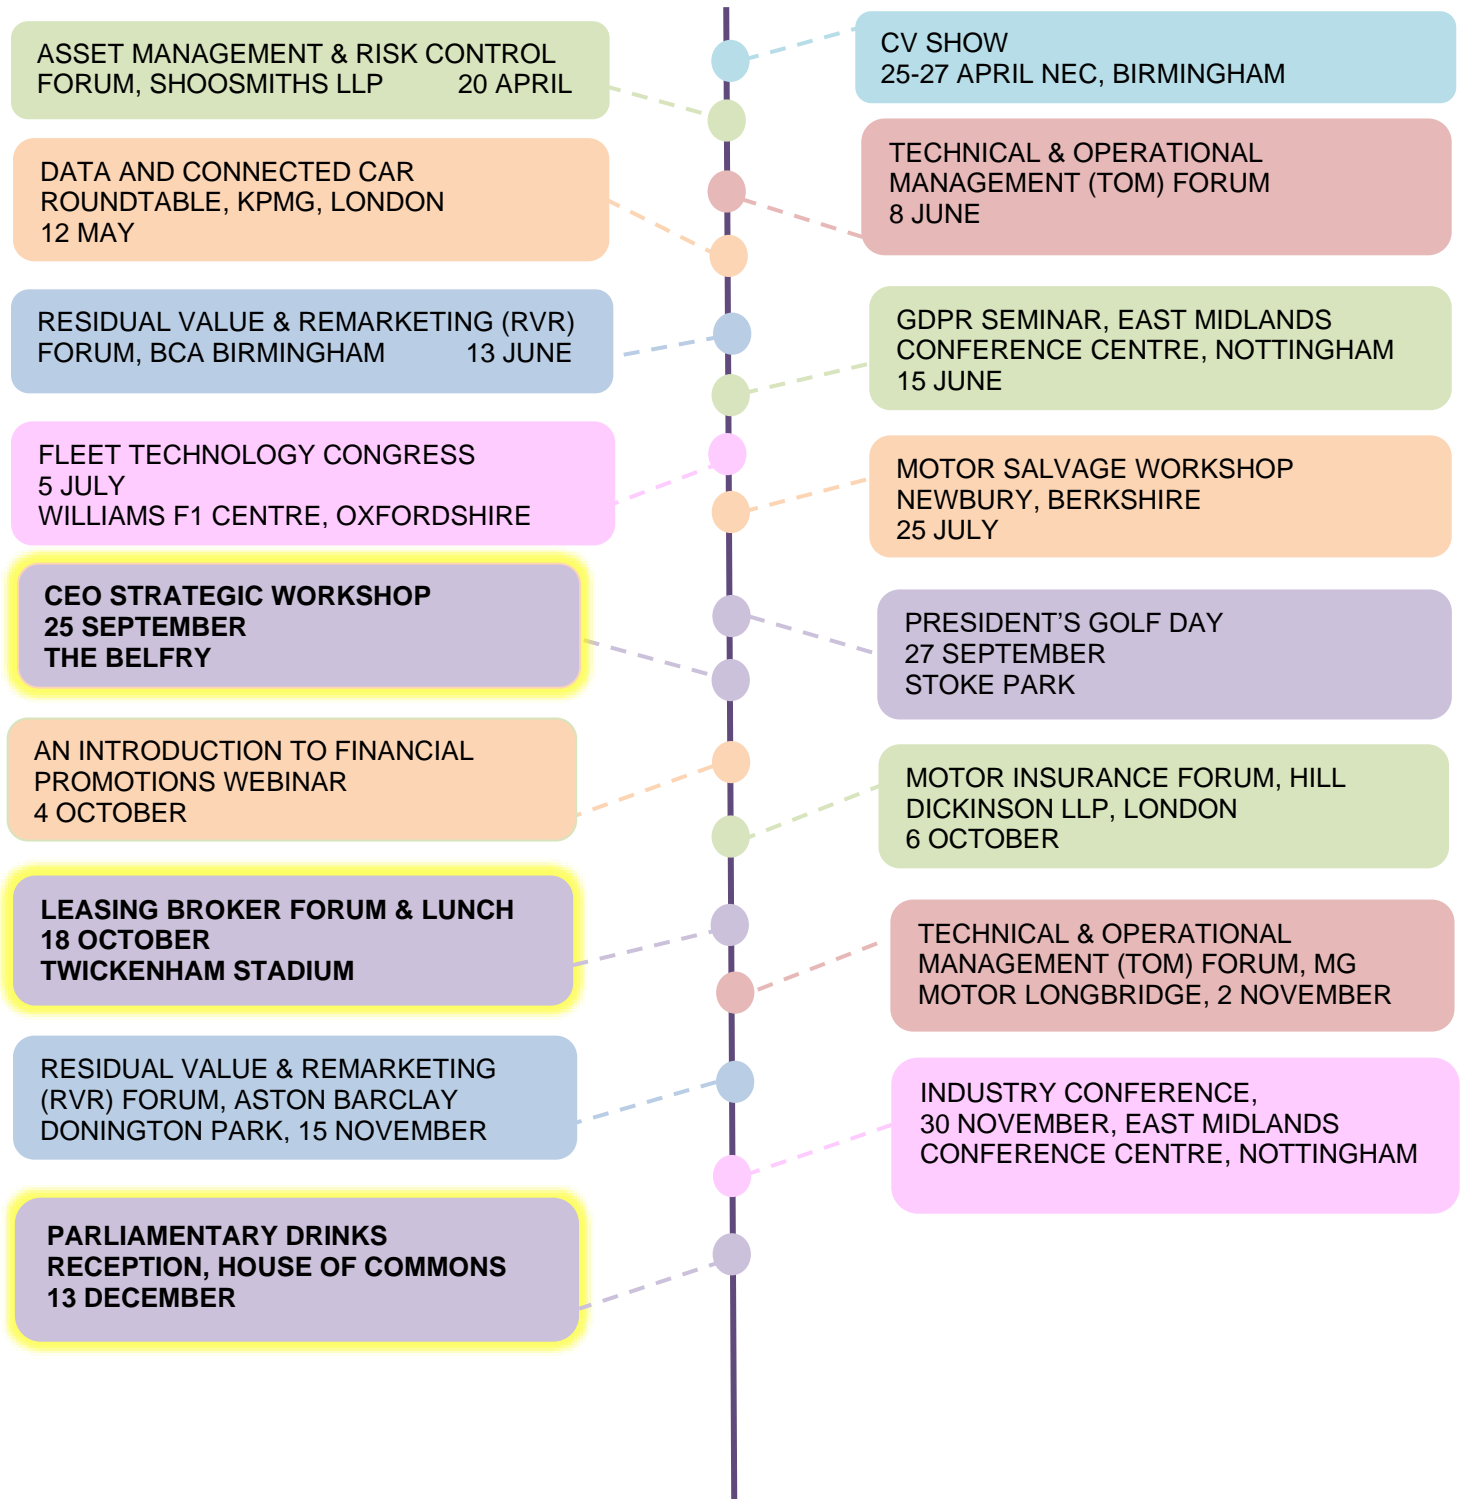 ASSET MANAGEMENT & RISK CONTROL
FORUM, SHOOSMITHS LLP 20 APRIL
CV SHOW
25-27 APRIL NEC, BIRMINGHAM
DATA AND CONNECTED CAR
ROUNDTABLE, KPMG, LONDON
12 MAY
TECHNICAL & OPERATIONAL
MANAGEMENT (TOM) FORUM
8 JUNE
RESIDUAL VALUE & REMARKETING (RVR)
FORUM, BCA BIRMINGHAM 13 JUNE
GDPR SEMINAR, EAST MIDLANDS
CONFERENCE CENTRE, NOTTINGHAM
15 JUNE
FLEET TECHNOLOGY CONGRESS
5 JULY
WILLIAMS F1 CENTRE, OXFORDSHIRE
MOTOR SALVAGE WORKSHOP
NEWBURY, BERKSHIRE
25 JULY
CEO STRATEGIC WORKSHOP
25 SEPTEMBER
THE BELFRY
PRESIDENT’S GOLF DAY
27 SEPTEMBER
STOKE PARK
AN INTRODUCTION TO FINANCIAL
PROMOTIONS WEBINAR
4 OCTOBER
MOTOR INSURANCE FORUM, HILL
DICKINSON LLP, LONDON
6 OCTOBER
LEASING BROKER FORUM & LUNCH
18 OCTOBER
TWICKENHAM STADIUM
TECHNICAL & OPERATIONAL
MANAGEMENT (TOM) FORUM, MG
MOTOR LONGBRIDGE, 2 NOVEMBER
RESIDUAL VALUE & REMARKETING
(RVR) FORUM, ASTON BARCLAY
DONINGTON PARK, 15 NOVEMBER
INDUSTRY CONFERENCE,
30 NOVEMBER, EAST MIDLANDS
CONFERENCE CENTRE, NOTTINGHAM
PARLIAMENTARY DRINKS
RECEPTION, HOUSE OF COMMONS
13 DECEMBER